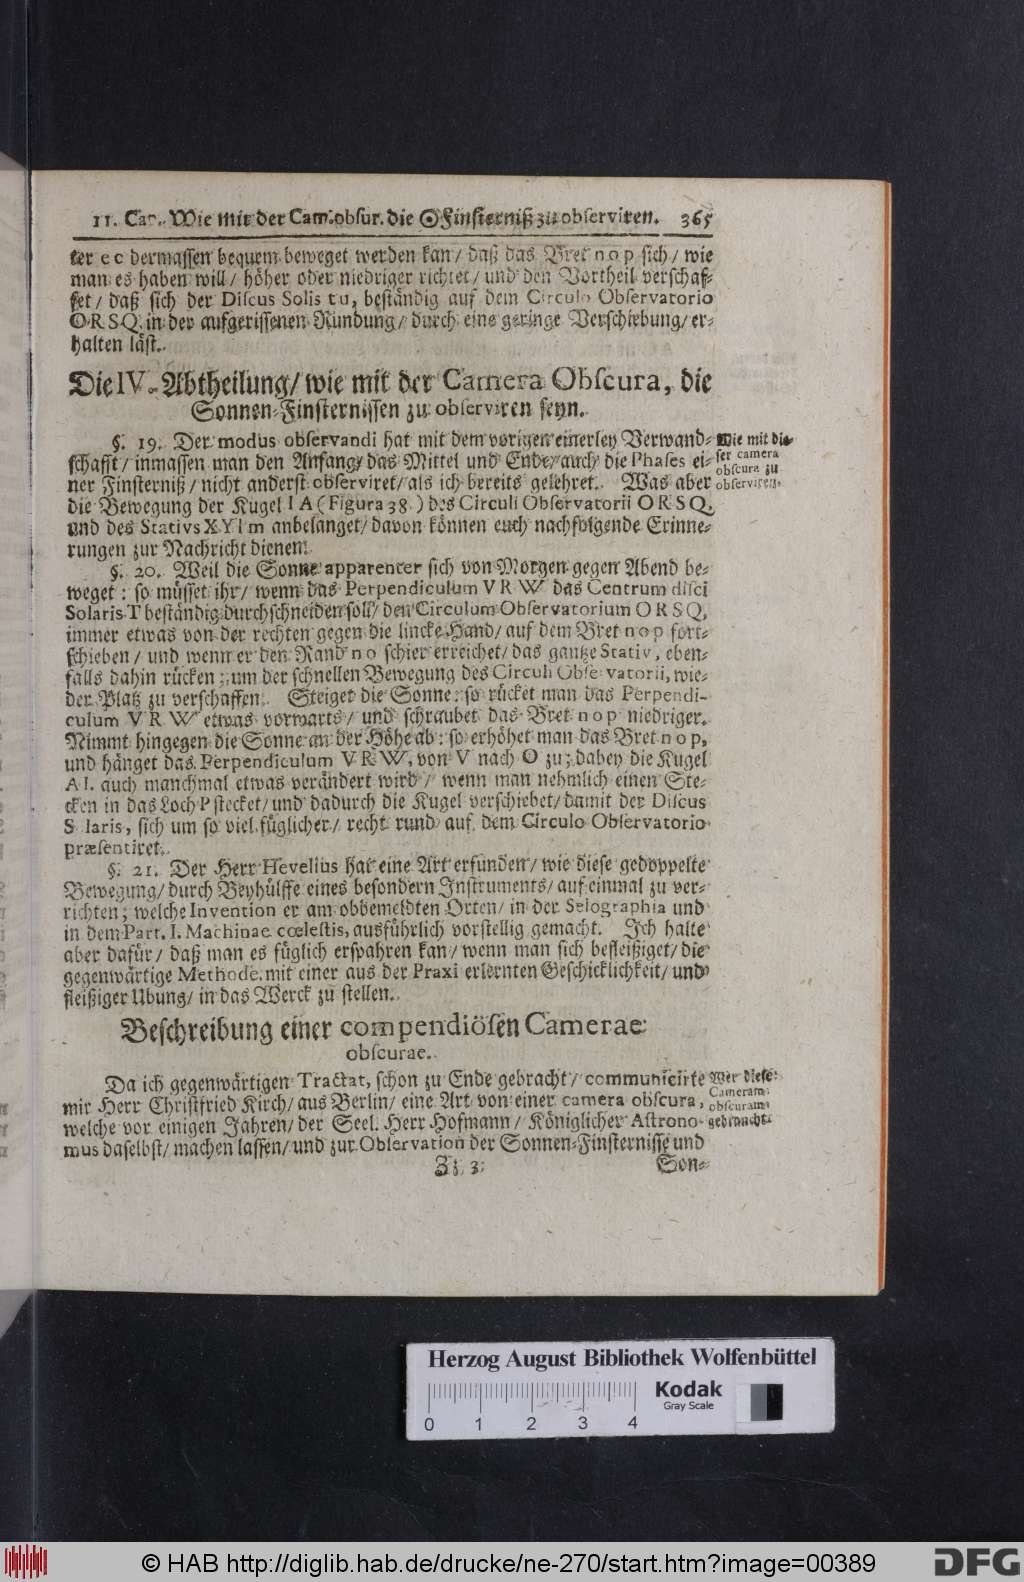 11. Cap. Wie mit der Cam. obsur. die ☉Finsterniß zu observiren. 365
ter e c dermassen bequem beweget werden kan/ daß das Bret n o p sich/ wie
man es haben will/ höher oder niedriger richtet/ und den Vortheil verschaf-
fet/ daß sich der Discus Solis t u, beständig auf dem Circulo Observatorio
O R S Q in der aufgerissenen Rundung/ durch eine geringe Verschiebung/ er-
halten läst.
Die IV. Abtheilung/ wie mit der Camera Obscura, die
Sonnen-Finsternissen zu observiren seyn.
§. 19. Der modus observandi hat mit dem vorigen einerley Verwand-
schafft/ inmassen man den Anfang/ das Mittel und Ende/ auch die Phases ei-
ner Finsterniß/ nicht anderst observiret/ als ich bereits gelehret. Was aber
die Bewegung der Kugel I A (Figura 38.) des Circuli Observatorii O R S Q,
und des Stativs X Y l m anbelanget/ davon können euch nachfolgende Erinne-
rungen zur Nachricht dienen.
Wie mit die-
ser camera
obscura zu
observiren.
§. 20. Weil die Sonne apparenter sich von Morgen gegen Abend be-
weget: so müsset ihr/ wenn das Perpendiculum V R W das Centrum disci
Solaris T beständig durchschneiden soll/ den Circulum Observatorium O R S Q,
immer etwas von der rechten gegen die lincke Hand/ auf dem Bret n o p fort-
schieben/ und wenn er den Rand n o schier erreichet/ das gantze Stativ, eben-
falls dahin rücken; um der schnellen Bewegung des Circuli Observatorii, wie-
der Platz zu verschaffen. Steiget die Sonne: so rücket man das Perpendi-
culum V R W etwas vorwarts/ und schraubet das Bret n o p niedriger.
Nimmt hingegen die Sonne an der Höhe ab: so erhöhet man das Bret n o p,
und hänget das Perpendiculum V R W, von V nach O zu; dabey die Kugel
A I. auch manchmal etwas verändert wird/ wenn man nehmlich einen Ste-
cken in das Loch P stecket/ und dadurch die Kugel verschiebet/ damit der Discus
S laris, sich um so viel füglicher/ recht rund auf dem Circulo Observatorio
præsentiret.
§. 21. Der Herr Hevelius hat eine Art erfunden/ wie diese gedoppelte
Bewegung/ durch Beyhülffe eines besondern Instruments/ auf einmal zu ver-
richten; welche Invention er am obbemeldten Orten/ in der Selographia und
in dem Part. I. Machinae cœlestis, ausführlich vorstellig gemacht. Ich halte
aber dafür/ daß man es füglich ersparen kan/ wenn man sich befleißiget/ die
gegenwärtige Methode mit einer aus der Praxi erlernten Geschicklichkeit/ und
fleißiger Ubung/ in das Werck zu stellen.
Beschreibung einer compendiösen Camerae
obscurae.
Da ich gegenwärtigen Tractat, schon zu Ende gebracht/ communicirte
mir Herr Christfried Kirch/ aus Berlin/ eine Art von einer camera obscura,
welche vor einigen Jahren/ der Seel. Herr Hofmann/ Königlicher Astrono-
mus daselbst/ machen lassen/ und zur Observation der Sonnen-Finsternisse und
Wer diese
Cameram
obscuram
gebraucht.
Zz 3 Son-
Herzog August Bibliothek Wolfenbüttel
Kodak
Gray Scale
0 1 2 3 4
© HAB http://diglib.hab.de/drucke/ne-270/start.htm?image=00389
DFG